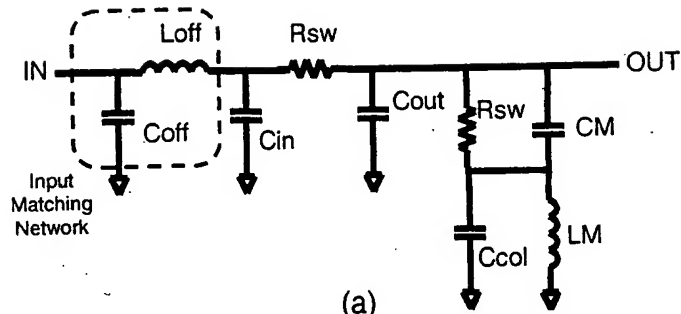 Loff
Rsw
IN
OUT
Coff
Cin
Cout
Rsw
CM
Input
Matching
Network
Ccol
LM
(a)